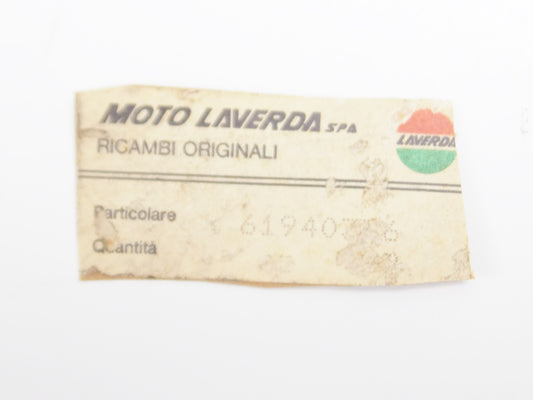 MOTO LAVERDA SPA
LAVERDA
RICAMBI ORIGINALI
Particolare
Quantità